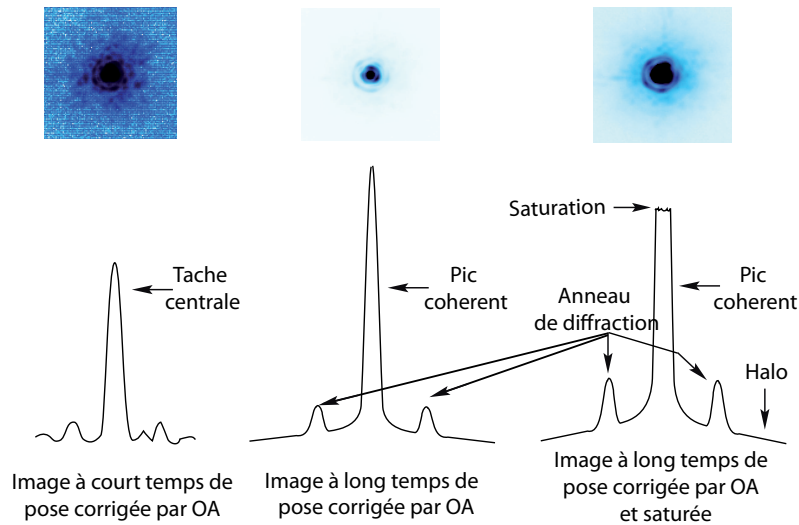 Saturation
Tache
centrale
Pic
coherent
Anneau
de diffraction
Pic
coherent
Halo
Image à court temps de
pose corrigée par OA
Image à long temps de
pose corrigée par OA
Image à long temps de
pose corrigée par OA
et saturée